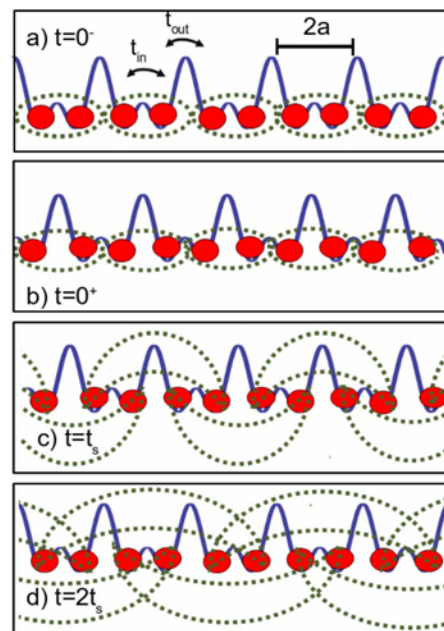 a) t=0⁻
t_in
t_out
2a
b) t=0⁺
c) t=t_s
d) t=2t_s